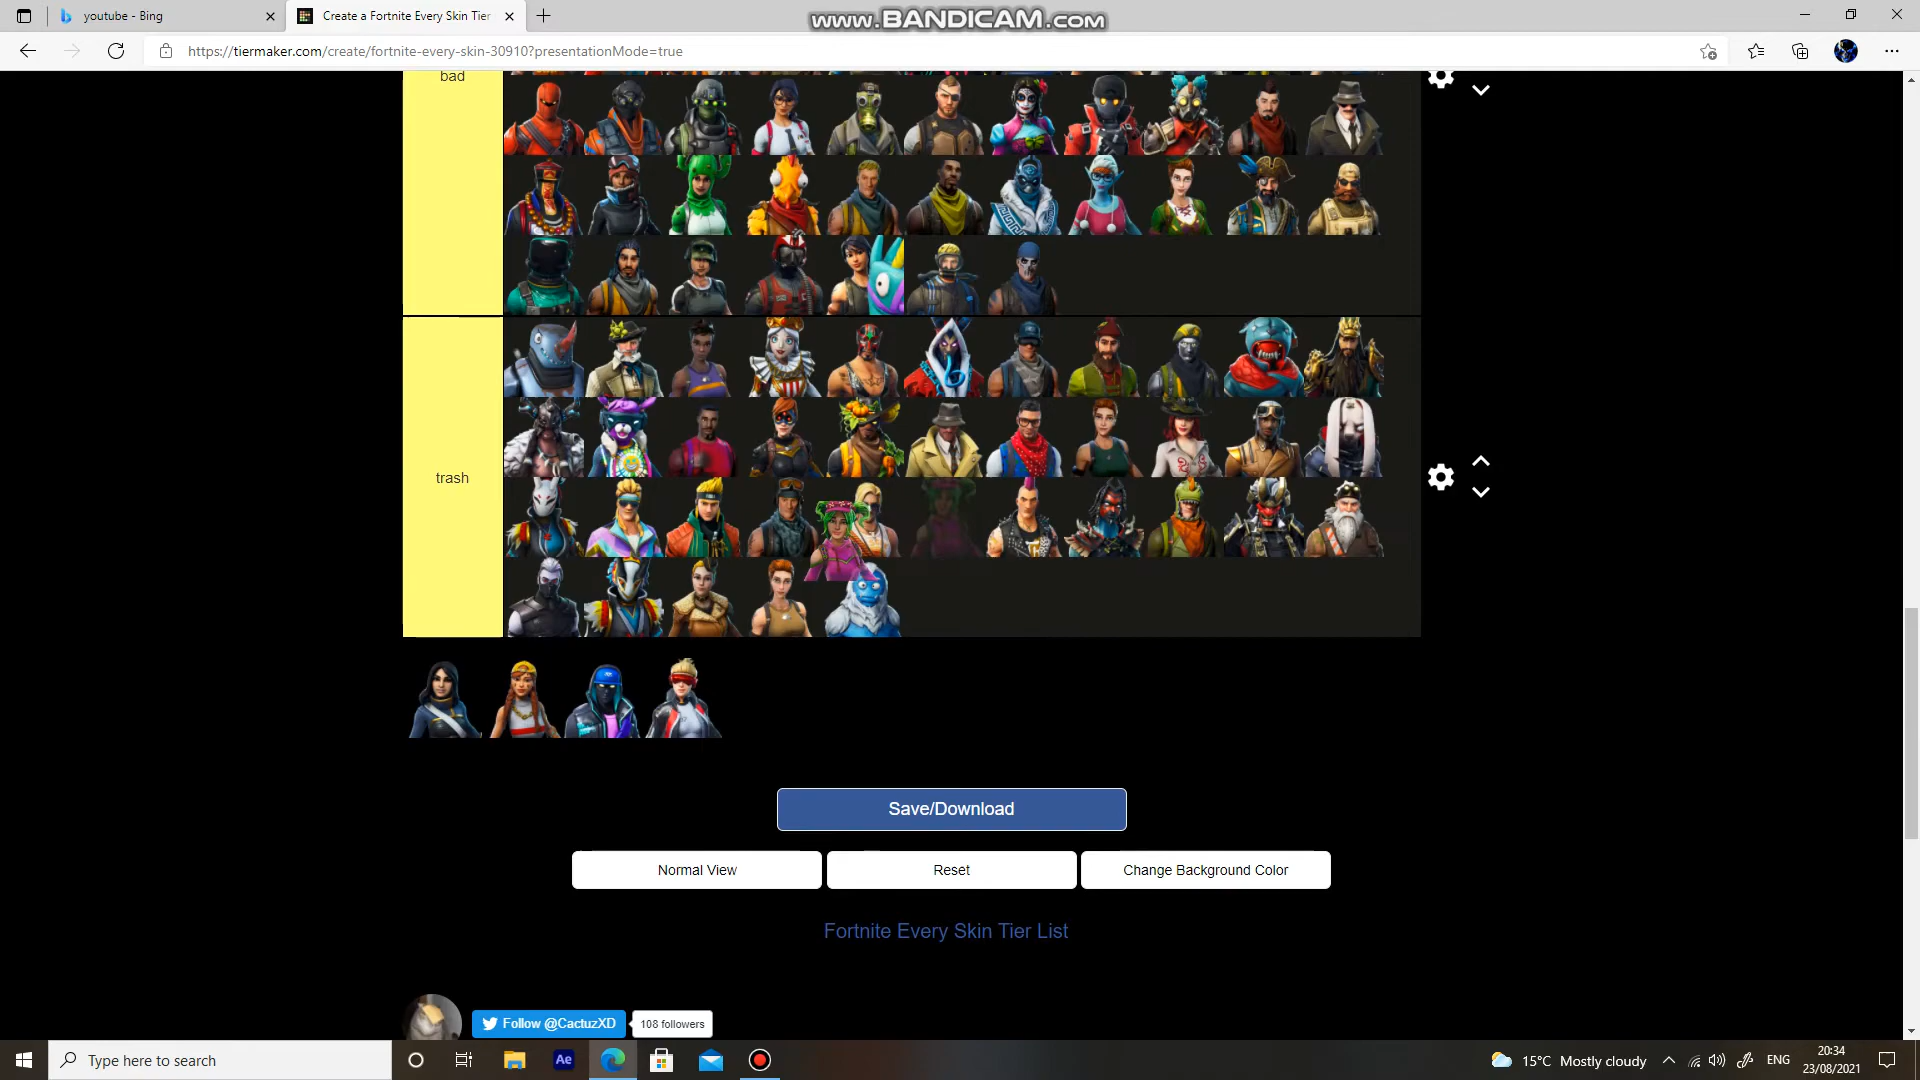 youtube - Bing
Create a Fortnite Every Skin Tier
www.BANDICAM.com
https://tiermaker.com/create/fortnite-every-skin-30910?presentationMode=true
bad
trash
Save/Download
Normal View
Reset
Change Background Color
Fortnite Every Skin Tier List
Follow @CactuzXD
108 followers
Type here to search
Ae
15°C Mostly cloudy
ENG
20:34
23/08/2021